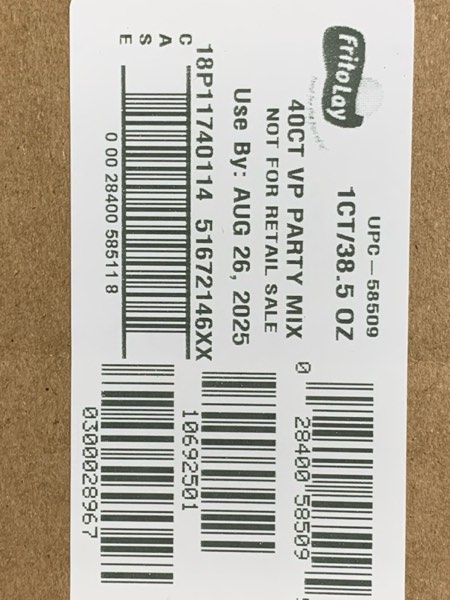 FritoLay
UPC-58509
1CT/38.5 OZ
40CT VP PARTY MIX
NOT FOR RETAIL SALE
Use By: AUG 26, 2025
18P11740114 51672146XX
CASE
0 00 28400 58511 8
0 28400 58509
10692501
0300028967